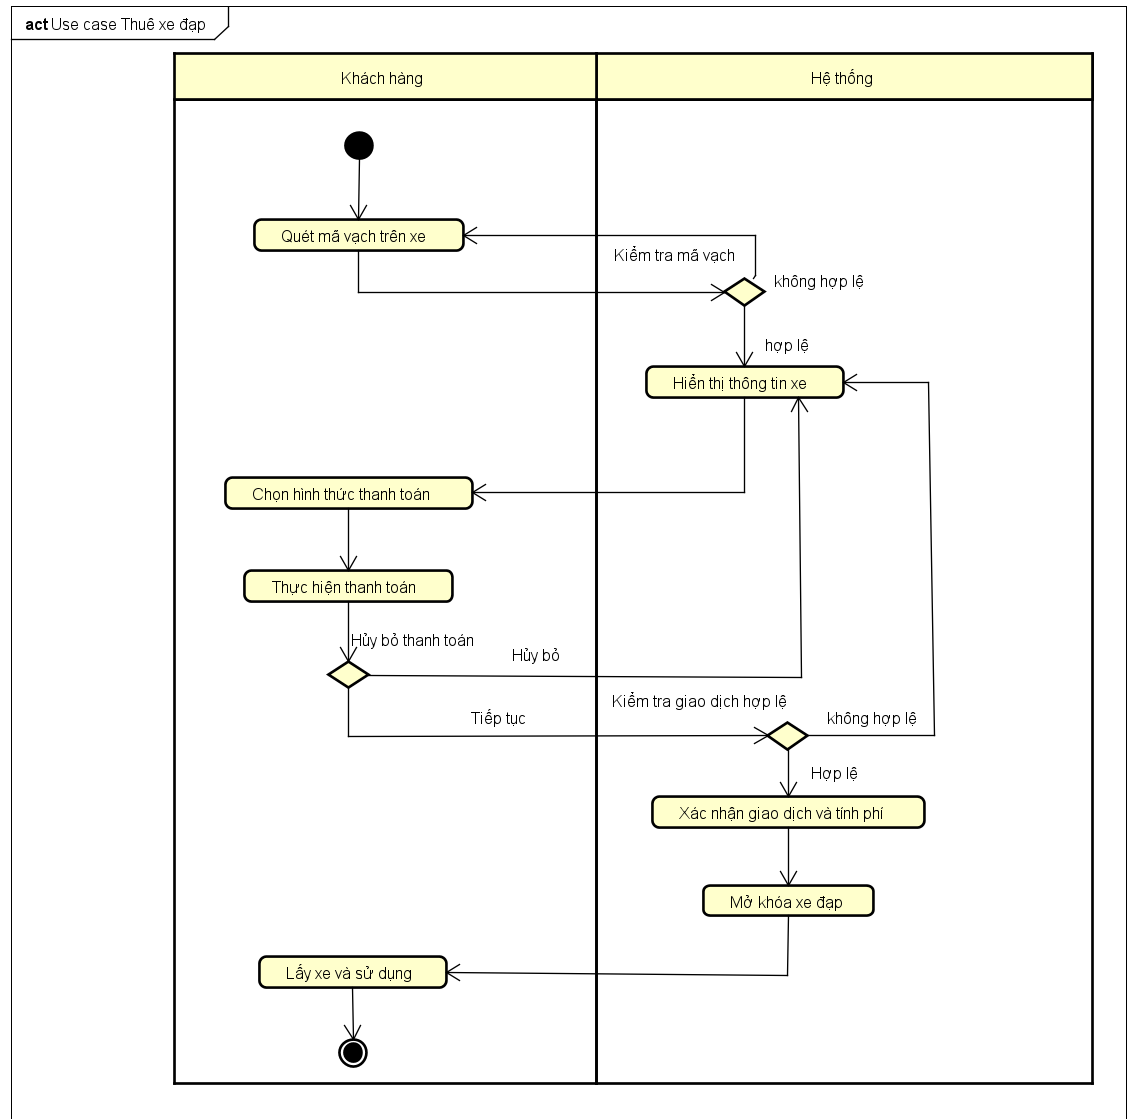 act Use case Thuê xe đạp
Khách hàng
Hệ thống
Quét mã vạch trên xe
Kiểm tra mã vạch
không hợp lệ
hợp lệ
Hiển thị thông tin xe
Chọn hình thức thanh toán
Thực hiện thanh toán
Hủy bỏ thanh toán
Hủy bỏ
Kiểm tra giao dịch hợp lệ
Tiếp tục
không hợp lệ
Hợp lệ
Xác nhận giao dịch và tính phí
Mở khóa xe đạp
Lấy xe và sử dụng